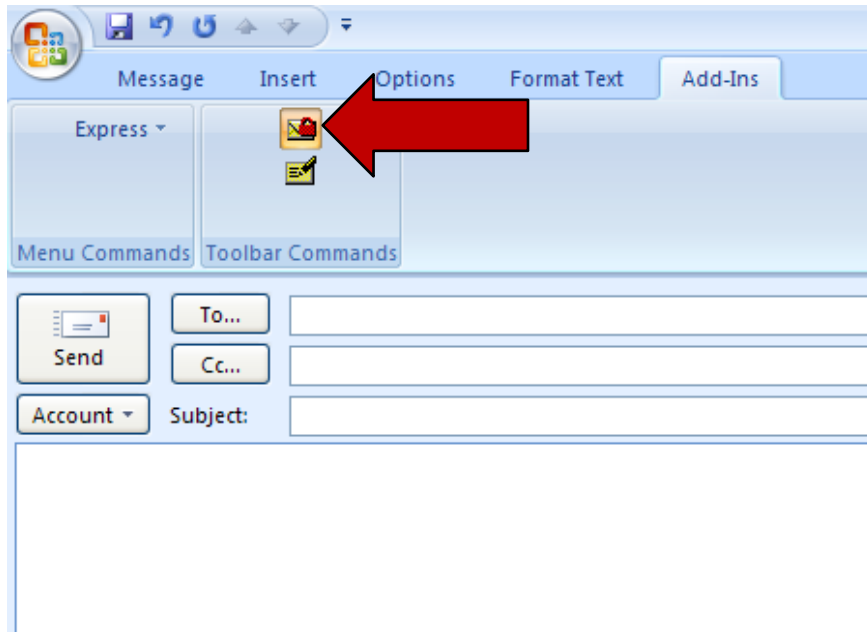 Message Insert Options Format Text Add-Ins
Express
Menu Commands Toolbar Commands
To...
Send
Cc...
Account Subject: